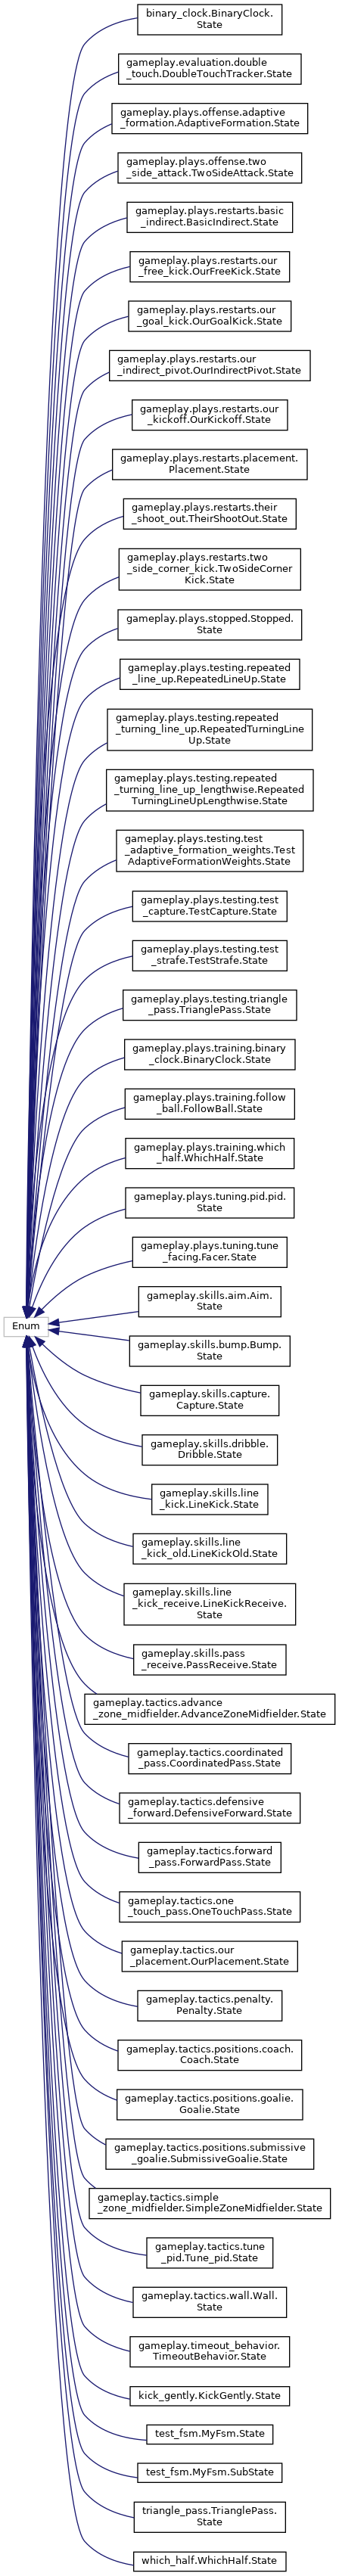 binary_clock.BinaryClock.
State
gameplay.evaluation.double
_touch.DoubleTouchTracker.State
gameplay.plays.offense.adaptive
_formation.AdaptiveFormation.State
gameplay.plays.offense.two
_side_attack.TwoSideAttack.State
gameplay.plays.restarts.basic
_indirect.BasicIndirect.State
gameplay.plays.restarts.our
_free_kick.OurFreeKick.State
gameplay.plays.restarts.our
_goal_kick.OurGoalKick.State
gameplay.plays.restarts.our
_indirect_pivot.OurIndirectPivot.State
gameplay.plays.restarts.our
_kickoff.OurKickoff.State
gameplay.plays.restarts.placement.
Placement.State
gameplay.plays.restarts.their
_shoot_out.TheirShootOut.State
gameplay.plays.restarts.two
_side_corner_kick.TwoSideCorner
Kick.State
gameplay.plays.stopped.Stopped.
State
gameplay.plays.testing.repeated
_line_up.RepeatedLineUp.State
gameplay.plays.testing.repeated
_turning_line_up.RepeatedTurningLine
Up.State
gameplay.plays.testing.repeated
_turning_line_up_lengthwise.Repeated
TurningLineUpLengthwise.State
gameplay.plays.testing.test
_adaptive_formation_weights.Test
AdaptiveFormationWeights.State
gameplay.plays.testing.test
_capture.TestCapture.State
gameplay.plays.testing.test
_strafe.TestStrafe.State
gameplay.plays.testing.triangle
_pass.TrianglePass.State
gameplay.plays.training.binary
_clock.BinaryClock.State
gameplay.plays.training.follow
_ball.FollowBall.State
gameplay.plays.training.which
_half.WhichHalf.State
gameplay.plays.tuning.pid.pid.
State
gameplay.plays.tuning.tune
_facing.Facer.State
gameplay.skills.aim.Aim.
State
Enum
gameplay.skills.bump.Bump.
State
gameplay.skills.capture.
Capture.State
gameplay.skills.dribble.
Dribble.State
gameplay.skills.line
_kick.LineKick.State
gameplay.skills.line
_kick_old.LineKickOld.State
gameplay.skills.line
_kick_receive.LineKickReceive.
State
gameplay.skills.pass
_receive.PassReceive.State
gameplay.tactics.advance
_zone_midfielder.AdvanceZoneMidfielder.State
gameplay.tactics.coordinated
_pass.CoordinatedPass.State
gameplay.tactics.defensive
_forward.DefensiveForward.State
gameplay.tactics.forward
_pass.ForwardPass.State
gameplay.tactics.one
_touch_pass.OneTouchPass.State
gameplay.tactics.our
_placement.OurPlacement.State
gameplay.tactics.penalty.
Penalty.State
gameplay.tactics.positions.coach.
Coach.State
gameplay.tactics.positions.goalie.
Goalie.State
gameplay.tactics.positions.submissive
_goalie.SubmissiveGoalie.State
gameplay.tactics.simple
_zone_midfielder.SimpleZoneMidfielder.State
gameplay.tactics.tune
_pid.Tune_pid.State
gameplay.tactics.wall.Wall.
State
gameplay.timeout_behavior.
TimeoutBehavior.State
kick_gently.KickGently.State
test_fsm.MyFsm.State
test_fsm.MyFsm.SubState
triangle_pass.TrianglePass.
State
which_half.WhichHalf.State